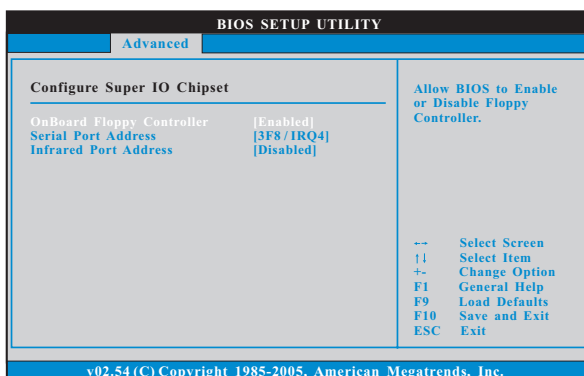 BIOS SETUP UTILITY
Advanced
Configure Super IO Chipset
OnBoard Floppy Controller [Enabled]
Serial Port Address [3F8 / IRQ4]
Infrared Port Address [Disabled]
Allow BIOS to Enable
or Disable Floppy
Controller.
←→ Select Screen
↑↓ Select Item
+- Change Option
F1 General Help
F9 Load Defaults
F10 Save and Exit
ESC Exit
v02.54 (C) Copyright 1985-2005, American Megatrends, Inc.